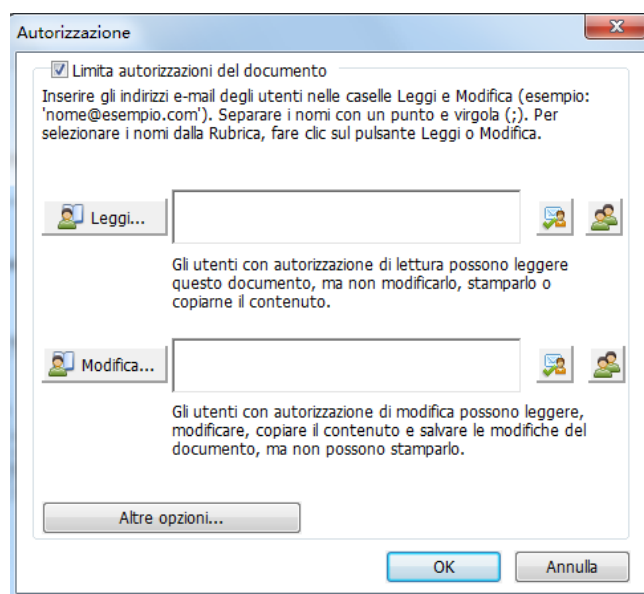 Autorizzazione
Limita autorizzazioni del documento
Inserire gli indirizzi e-mail degli utenti nelle caselle Leggi e Modifica (esempio:
'nome@esempio.com'). Separare i nomi con un punto e virgola (;). Per
selezionare i nomi dalla Rubrica, fare clic sul pulsante Leggi o Modifica.
Leggi...
Gli utenti con autorizzazione di lettura possono leggere
questo documento, ma non modificarlo, stamparlo o
copiarne il contenuto.
Modifica...
Gli utenti con autorizzazione di modifica possono leggere,
modificare, copiare il contenuto e salvare le modifiche del
documento, ma non possono stamparlo.
Altre opzioni...
OK
Annulla